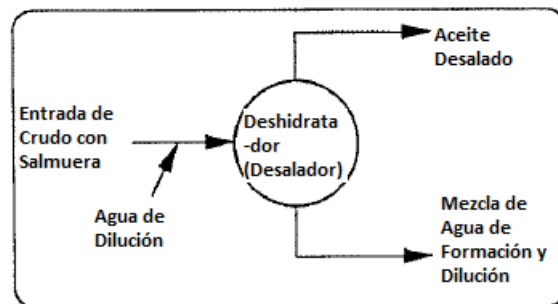 Aceite
Desalado
Entrada de
Crudo con
Salmuera
Deshidrata
-dor
(Desalador)
Agua de
Dilución
Mezcla de
Agua de
Formación y
Dilución